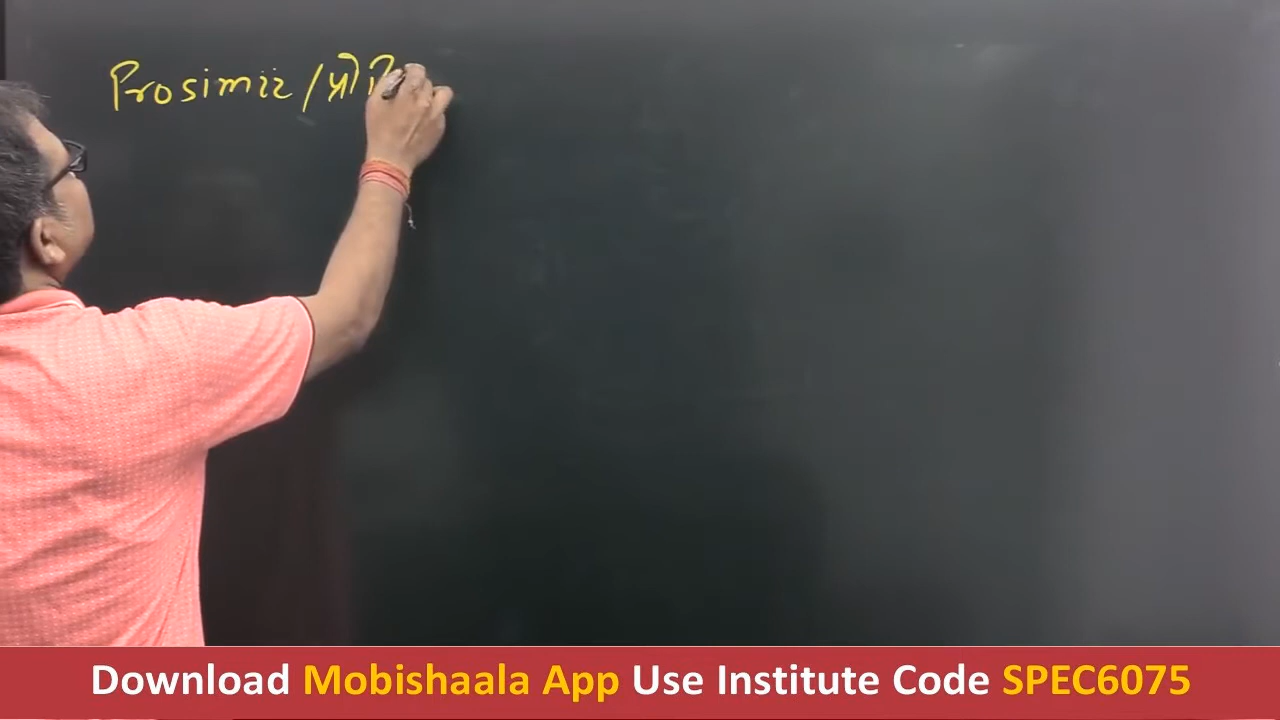 Prosimii / प्रोसि
Download Mobishaala App Use Institute Code SPEC6075